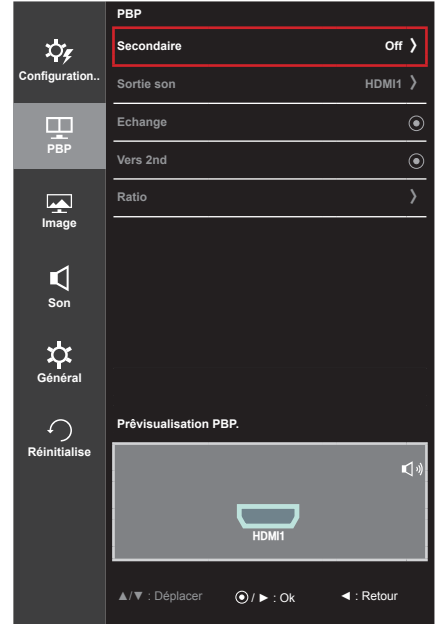 PBP
Configuration..
PBP
Image
Son
Général
Réinitialise
Secondaire Off ❭
Sortie son HDMI1 ❭
Echange
Vers 2nd
Ratio ❭
Prêvisualisation PBP.
HDMI1
▲/▼ : Déplacer ◉ / ► : Ok ◄ : Retour